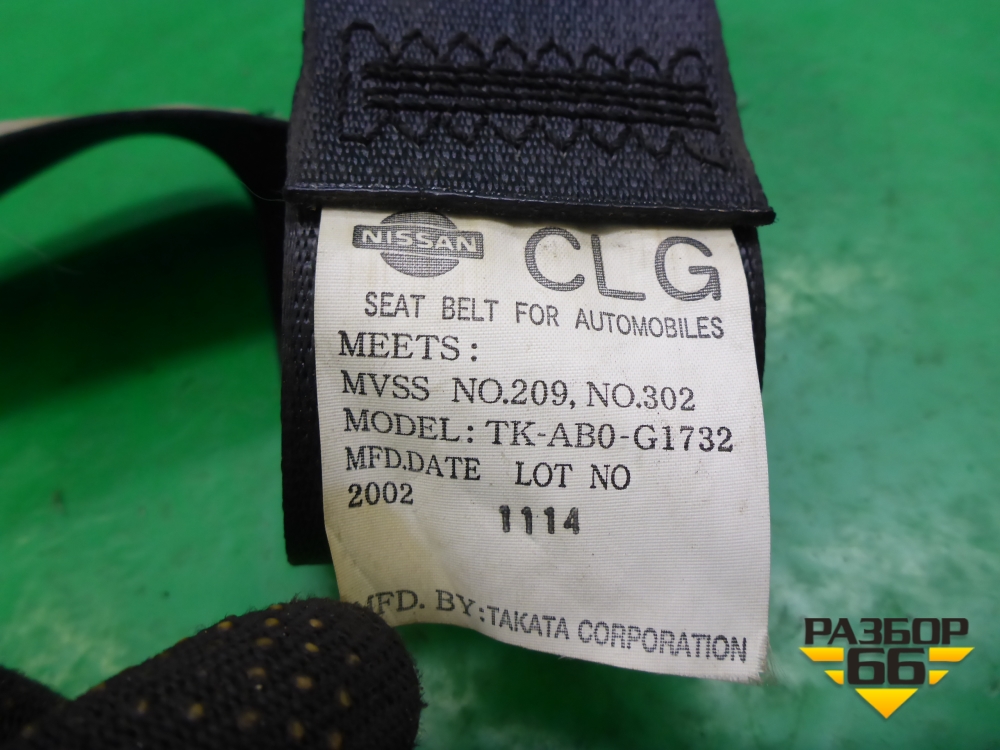 NISSAN CLG
SEAT BELT FOR AUTOMOBILES
MEETS:
MVSS NO.209, NO.302
MODEL: TK-AB0-G1732
MFD.DATE LOT NO
2002 1114
MFD. BY:TAKATA CORPORATION
РАЗБОР
66